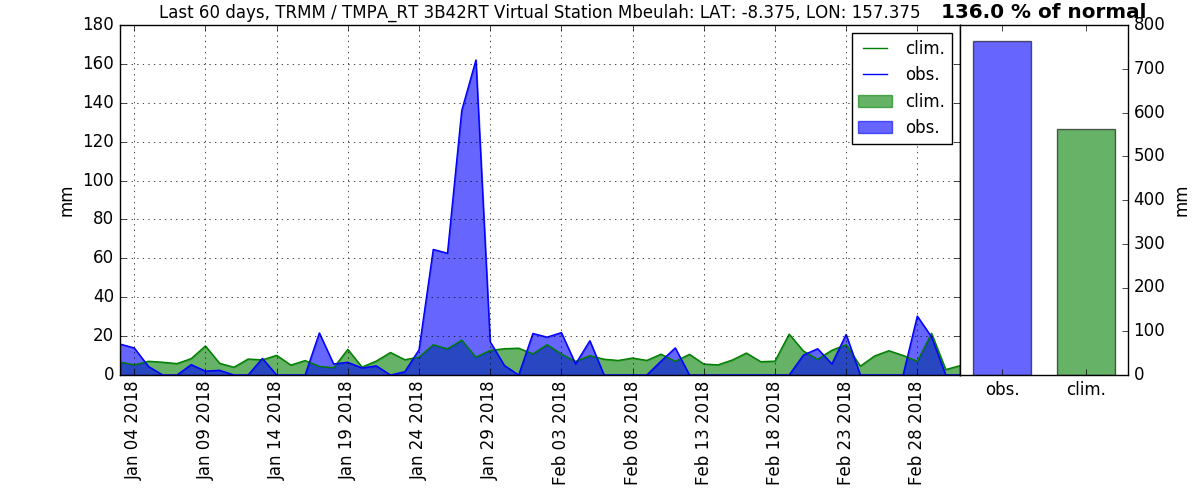 Last 60 days, TRMM / TMPA_RT 3B42RT Virtual Station Mbeulah: LAT: -8.375, LON: 157.375
136.0 % of normal
180
160
140
120
100
80
60
40
20
0
mm
clim.
obs.
clim.
obs.
Jan 04 2018
Jan 09 2018
Jan 14 2018
Jan 19 2018
Jan 24 2018
Jan 29 2018
Feb 03 2018
Feb 08 2018
Feb 13 2018
Feb 18 2018
Feb 23 2018
Feb 28 2018
800
700
600
500
400
300
200
100
0
mm
obs.
clim.